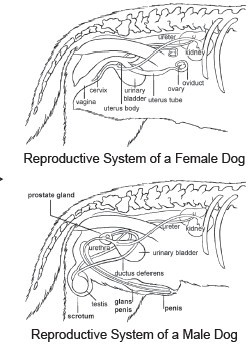 ureter
kidney
oviduct
ovary
cervix
urinary
bladder
uterus tube
vagina
uterus body
Reproductive System of a Female Dog
prostate gland
ureter
kidney
urethra
urinary bladder
ductus deferens
testis
glans
penis
penis
scrotum
Reproductive System of a Male Dog